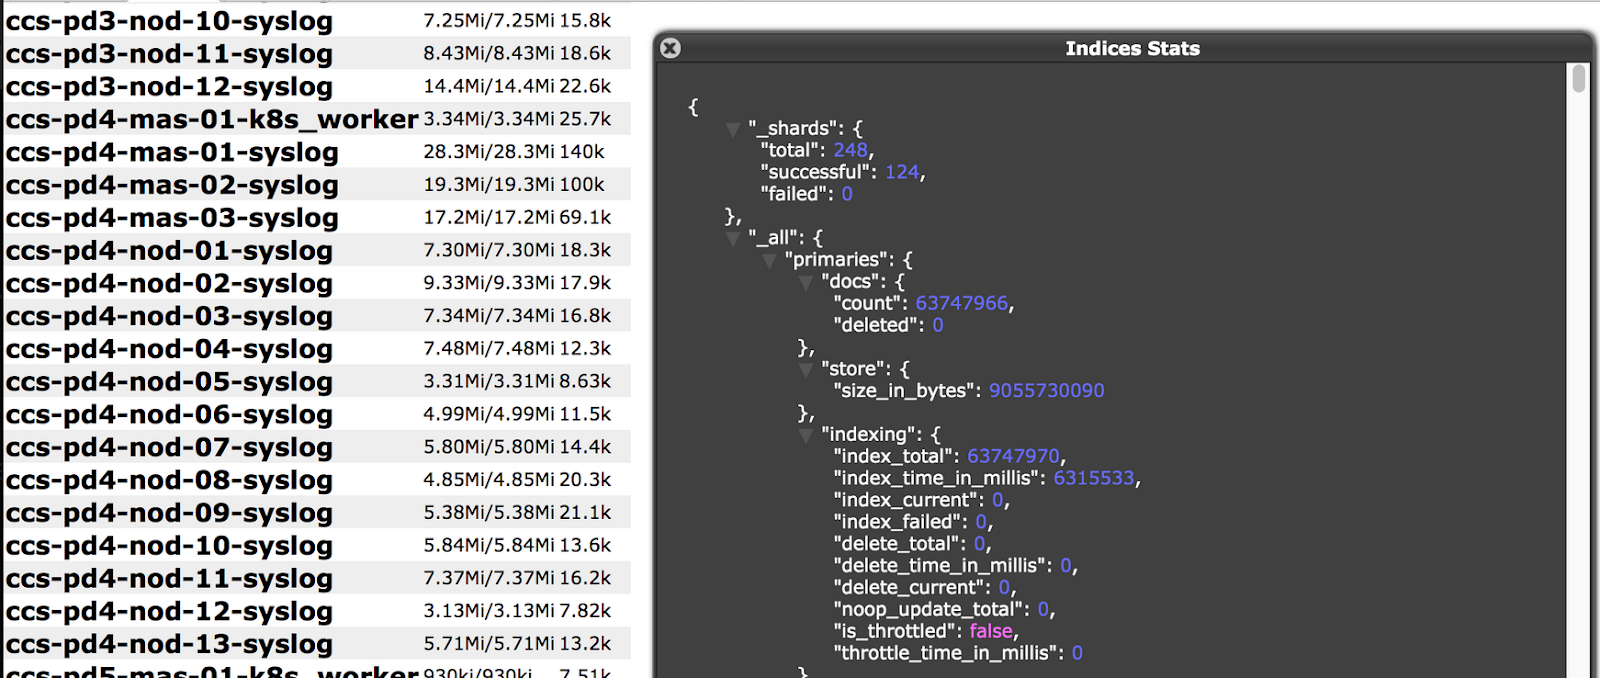 ccs-pd3-nod-10-syslog 7.25Mi/7.25Mi 15.8k
ccs-pd3-nod-11-syslog 8.43Mi/8.43Mi 18.6k
ccs-pd3-nod-12-syslog 14.4Mi/14.4Mi 22.6k
ccs-pd4-mas-01-k8s_worker 3.34Mi/3.34Mi 25.7k
ccs-pd4-mas-01-syslog 28.3Mi/28.3Mi 140k
ccs-pd4-mas-02-syslog 19.3Mi/19.3Mi 100k
ccs-pd4-mas-03-syslog 17.2Mi/17.2Mi 69.1k
ccs-pd4-nod-01-syslog 7.30Mi/7.30Mi 18.3k
ccs-pd4-nod-02-syslog 9.33Mi/9.33Mi 17.9k
ccs-pd4-nod-03-syslog 7.34Mi/7.34Mi 16.8k
ccs-pd4-nod-04-syslog 7.48Mi/7.48Mi 12.3k
ccs-pd4-nod-05-syslog 3.31Mi/3.31Mi 8.63k
ccs-pd4-nod-06-syslog 4.99Mi/4.99Mi 11.5k
ccs-pd4-nod-07-syslog 5.80Mi/5.80Mi 14.4k
ccs-pd4-nod-08-syslog 4.85Mi/4.85Mi 20.3k
ccs-pd4-nod-09-syslog 5.38Mi/5.38Mi 21.1k
ccs-pd4-nod-10-syslog 5.84Mi/5.84Mi 13.6k
ccs-pd4-nod-11-syslog 7.37Mi/7.37Mi 16.2k
ccs-pd4-nod-12-syslog 3.13Mi/3.13Mi 7.82k
ccs-pd4-nod-13-syslog 5.71Mi/5.71Mi 13.2k
ccs-pd5-mas-01-k8s_worker 930ki/930ki 7.51k
Indices Stats
{
"_shards": {
"total": 248,
"successful": 124,
"failed": 0
},
"_all": {
"primaries": {
"docs": {
"count": 63747966,
"deleted": 0
},
"store": {
"size_in_bytes": 9055730090
},
"indexing": {
"index_total": 63747970,
"index_time_in_millis": 6315533,
"index_current": 0,
"index_failed": 0,
"delete_total": 0,
"delete_time_in_millis": 0,
"delete_current": 0,
"noop_update_total": 0,
"is_throttled": false,
"throttle_time_in_millis": 0
}